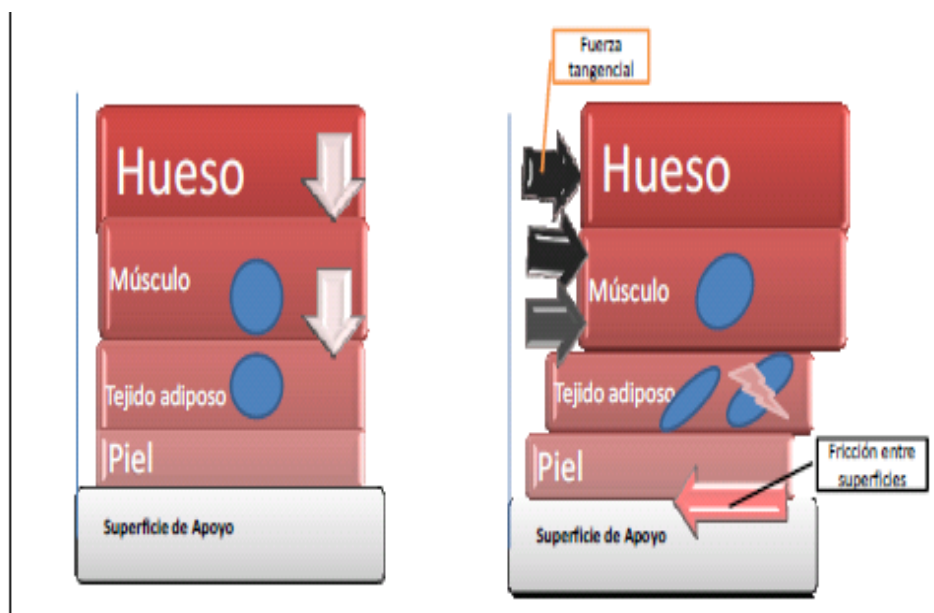 Hueso
Músculo
Tejido adiposo
Piel
Superficie de Apoyo
Fuerza
tangencial
Hueso
Músculo
Tejido adiposo
Piel
Fricción entre
superficies
Superficie de Apoyo